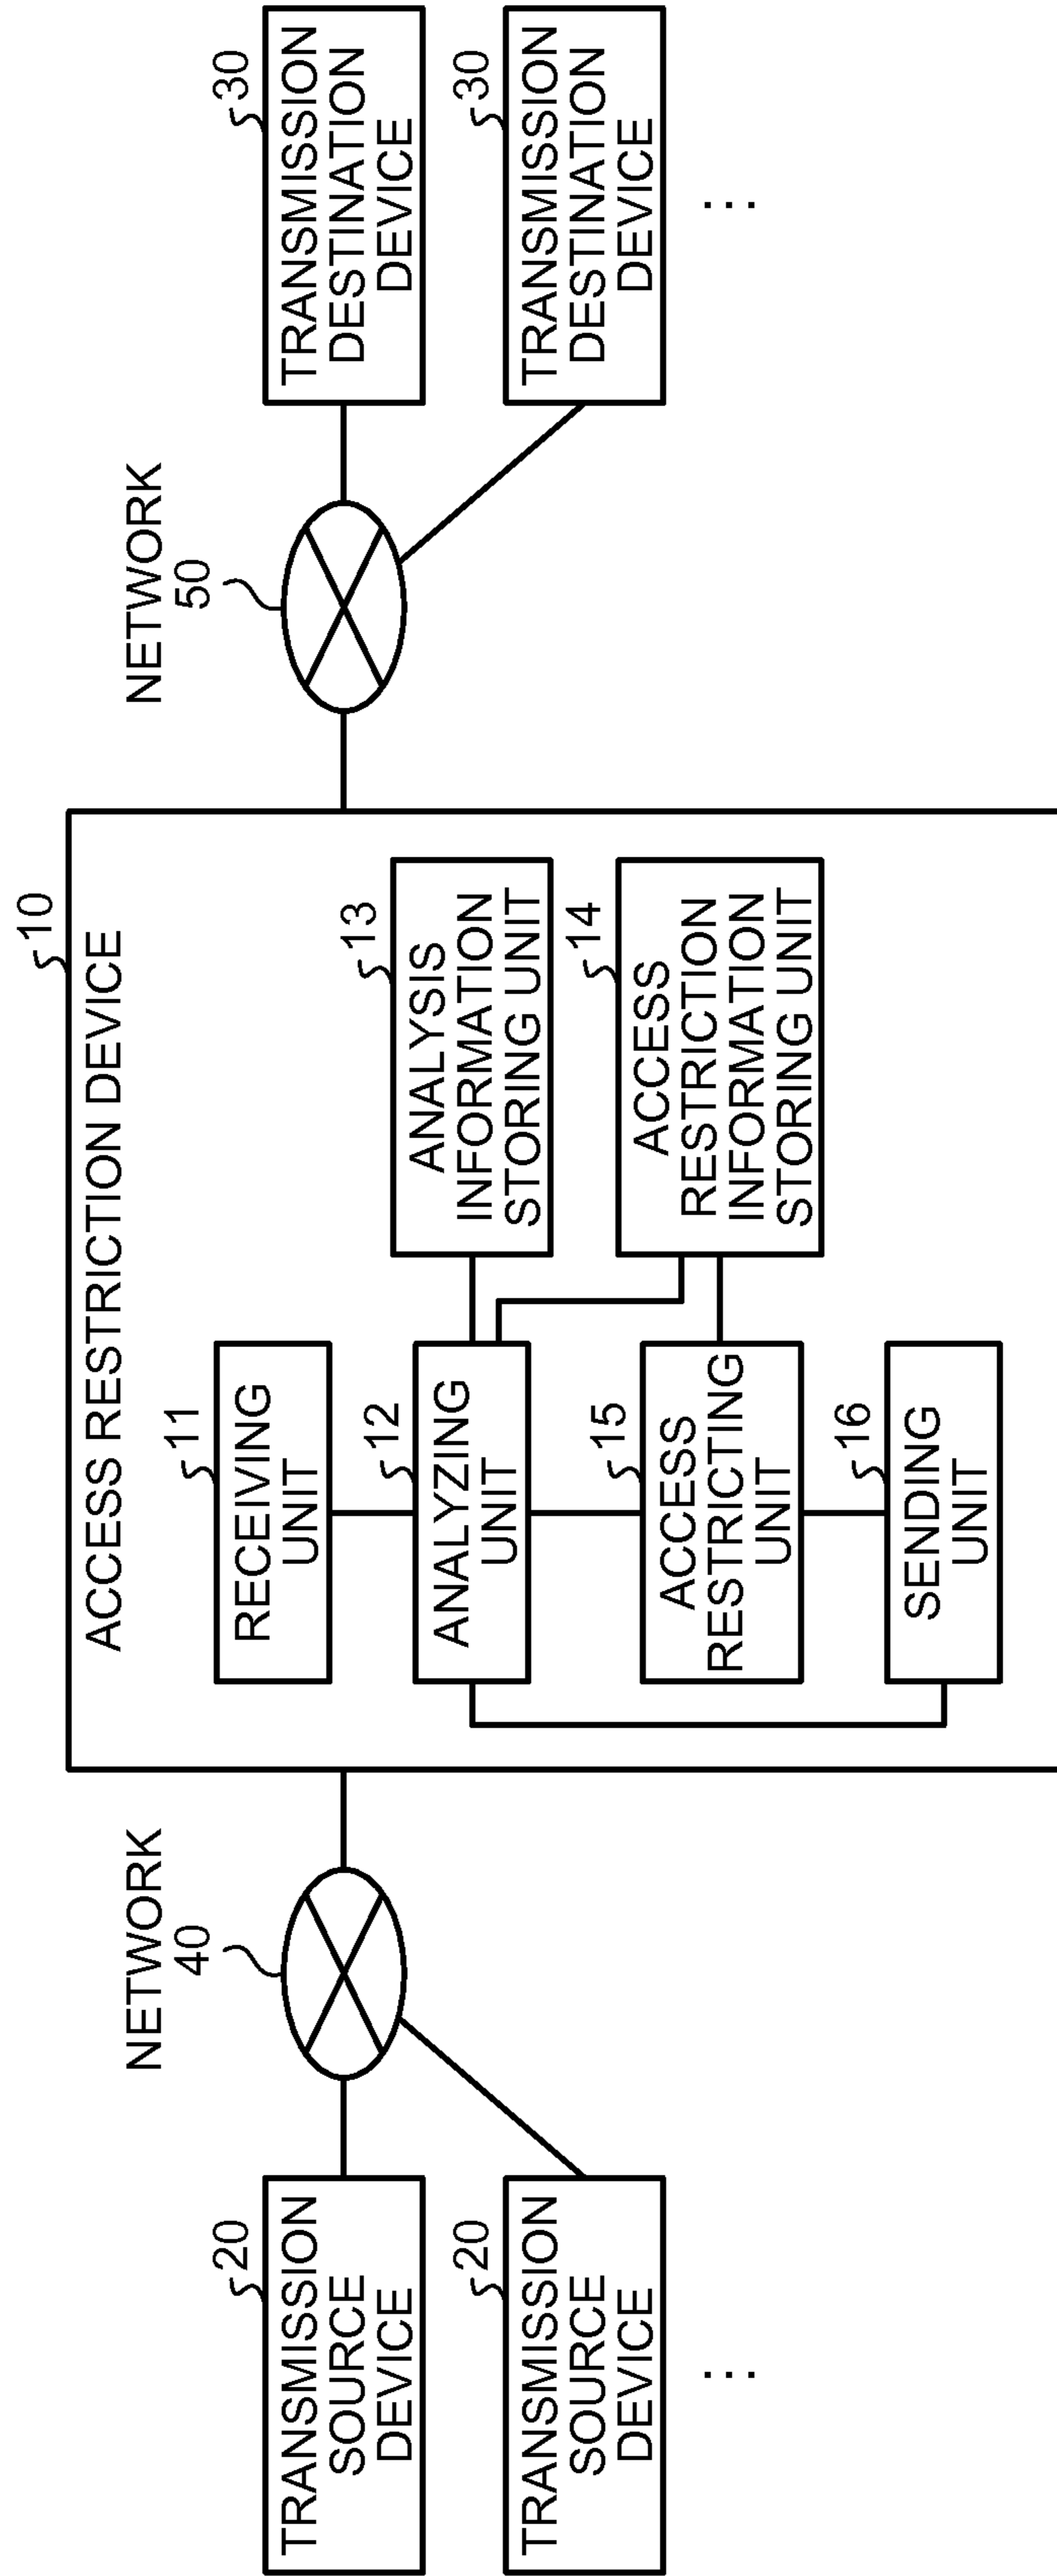 10
ACCESS RESTRICTION DEVICE
NETWORK
40
NETWORK
50
20
TRANSMISSION
SOURCE
DEVICE
20
TRANSMISSION
SOURCE
DEVICE
...
11
RECEIVING
UNIT
12
ANALYZING
UNIT
13
ANALYSIS
INFORMATION
STORING UNIT
15
ACCESS
RESTRICTING
UNIT
14
ACCESS
RESTRICTION
INFORMATION
STORING UNIT
16
SENDING
UNIT
30
TRANSMISSION
DESTINATION
DEVICE
30
TRANSMISSION
DESTINATION
DEVICE
...